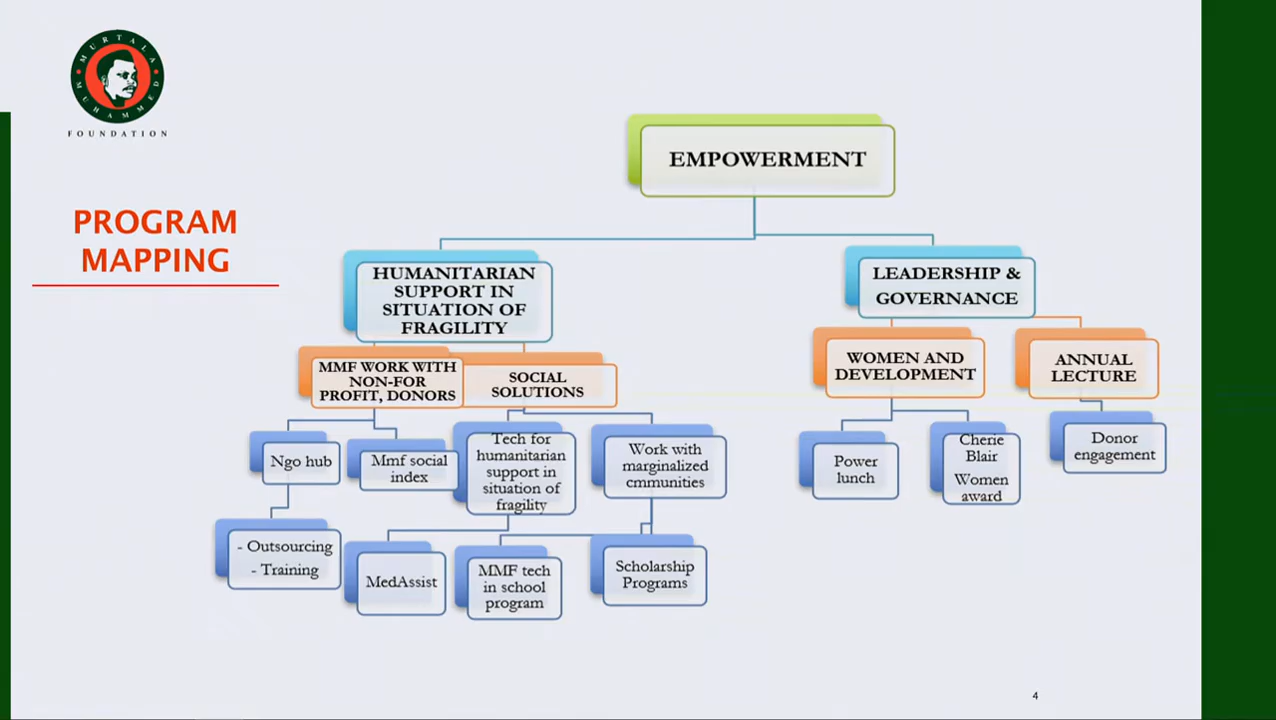 MURTALA
MUHAMMED
FOUNDATION
PROGRAM
MAPPING
EMPOWERMENT
HUMANITARIAN
SUPPORT IN
SITUATION OF
FRAGILITY
LEADERSHIP &
GOVERNANCE
MMF WORK WITH
NON-FOR
PROFIT, DONORS
SOCIAL
SOLUTIONS
WOMEN AND
DEVELOPMENT
ANNUAL
LECTURE
Ngo hub
Mmf social
index
Tech for
humanitarian
support in
situation of
fragility
Work with
marginalized
cmmunities
Power
lunch
Cherie
Blair
Women
award
Donor
engagement
- Outsourcing
- Training
MedAssist
MMF tech
in school
program
Scholarship
Programs
4